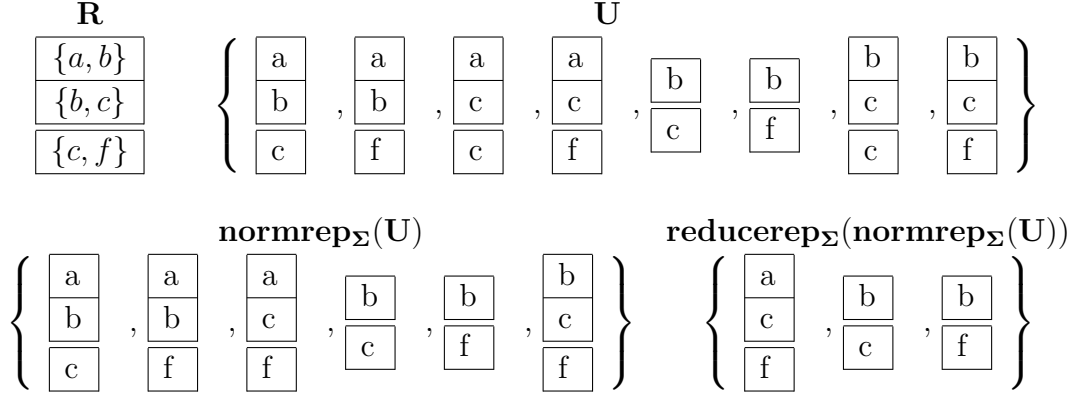 R U
{a, b} { a , a , a , a , b , b , b , b }
{b, c} b b c c c f c c
{c, f} c f c f c f
normrep_Σ(U) reducerep_Σ(normrep_Σ(U))
{ a , a , a , b , b , b } { a , b , b }
b b c c f c c c f
c f f f f